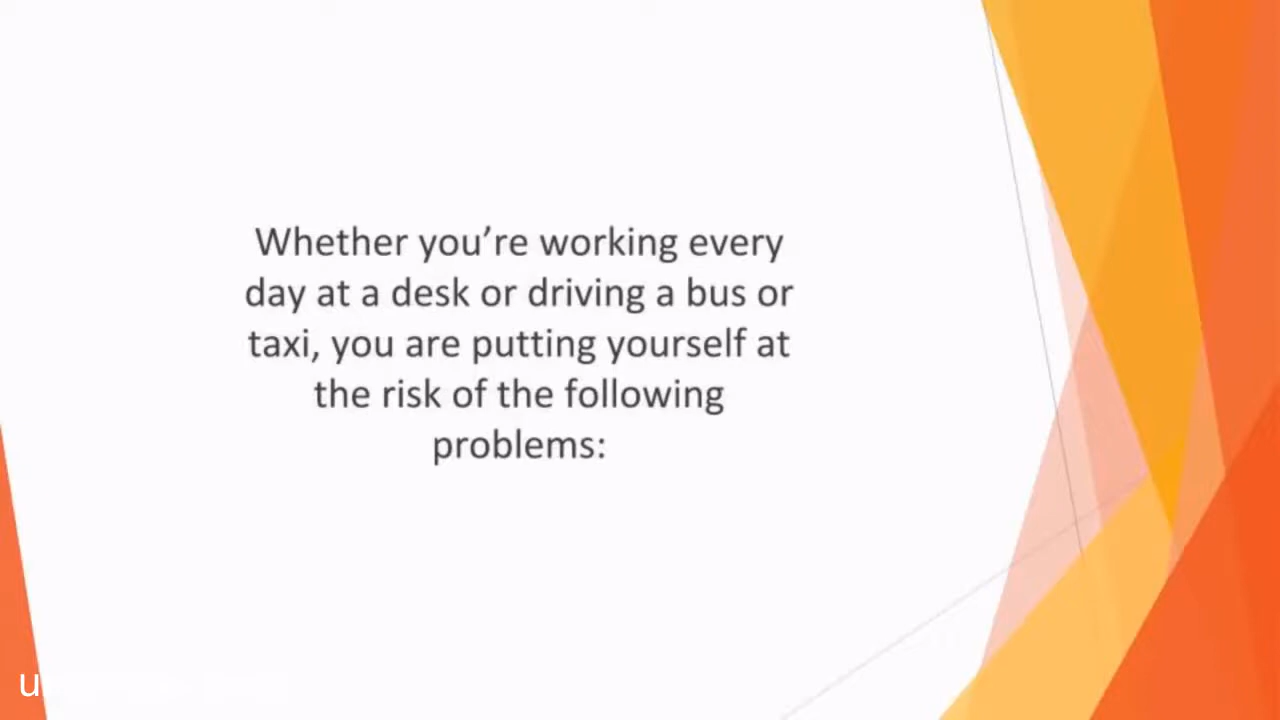 Whether you’re working every
day at a desk or driving a bus or
taxi, you are putting yourself at
the risk of the following
problems: